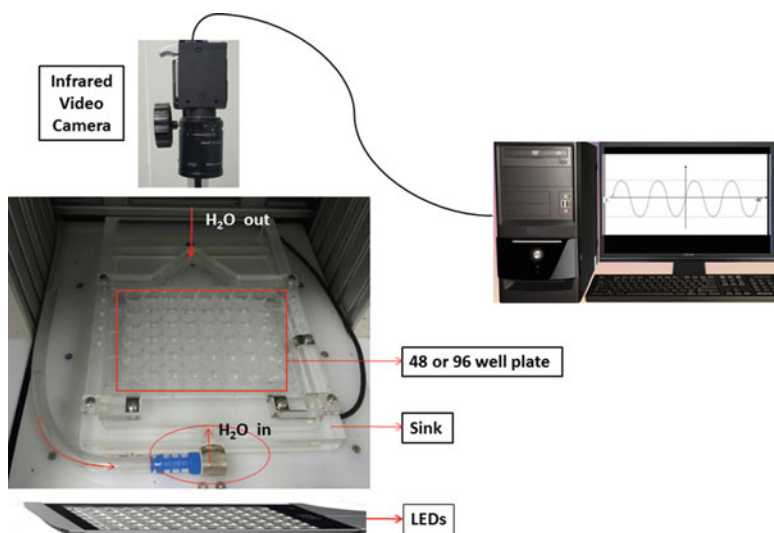 Infrared
Video
Camera
H₂O out
48 or 96 well plate
H₂O in
Sink
LEDs